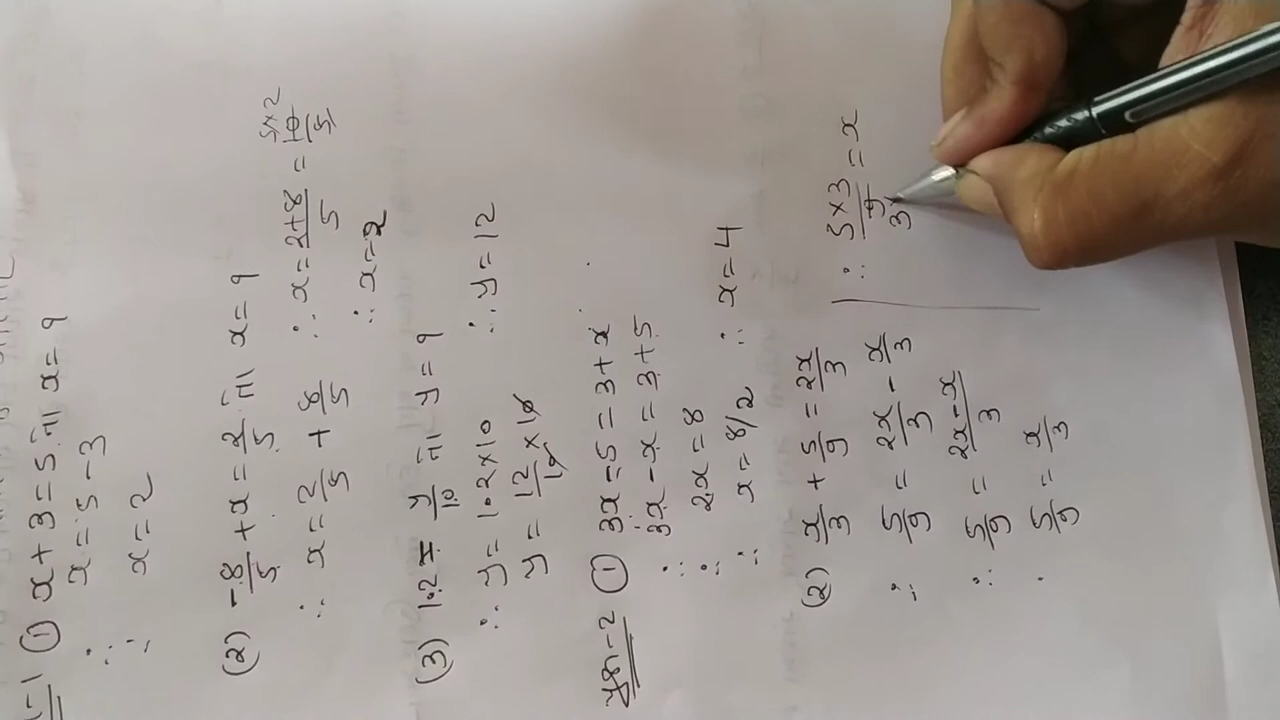 ① x + 3 = 5 તો x = ?
∴ x = 5 - 3
∴ x = 2
(2) -8/5 + x = 2/5 તો x = ?
∴ x = 2/5 + 8/5
∴ x = 2+8/5 = 10/5 5×2
∴ x = 2
(3) 1.2 = y/10 તો y = ?
∴ y = 1.2 × 10
y = 12/10 × 10
∴ y = 12
પ્રશ્ન-2 ① 3x - 5 = 3 + x
∴ 3x - x = 3 + 5
∴ 2x = 8
∴ x = 8/2
∴ x = 4
(2) x/3 + 5/9 = 2x/3
∴ 5/9 = 2x/3 - x/3
∴ 5/9 = 2x - x/3
∴ 5/9 = x/3
∴ 5 × 3/9 = x
3